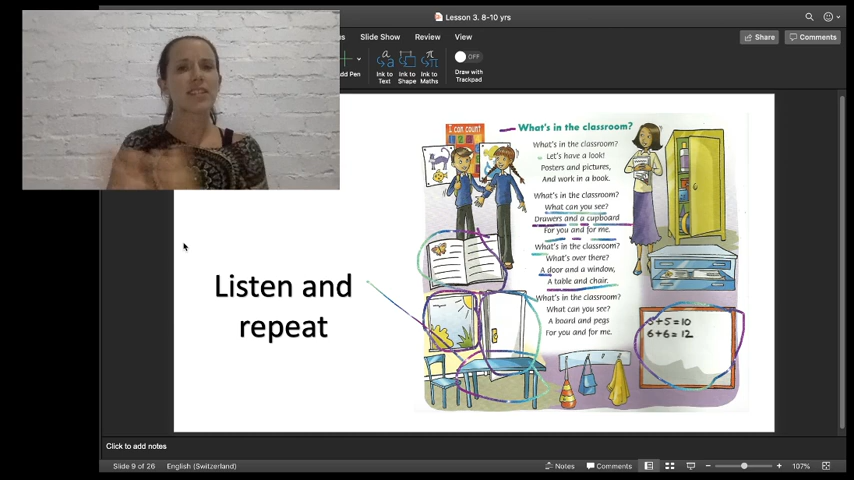 Lesson 3. 8-10 yrs
Slide Show
Review
View
Share
Comments
Add Pen
Ink to Text
Ink to Shape
Ink to Maths
OFF
Draw with Trackpad
I can count
What's in the classroom?
What's in the classroom?
Let's have a look!
Posters and pictures,
And work in a book.
What's in the classroom?
What can you see?
Drawers and a cupboard
For you and for me.
What's in the classroom?
What's over there?
A door and a window,
A table and chair.
What's in the classroom?
What can you see?
A board and pegs
For you and for me.
5+5=10
6+6=12
Listen and
repeat
Click to add notes
Slide 9 of 26
English (Switzerland)
Notes
Comments
107%